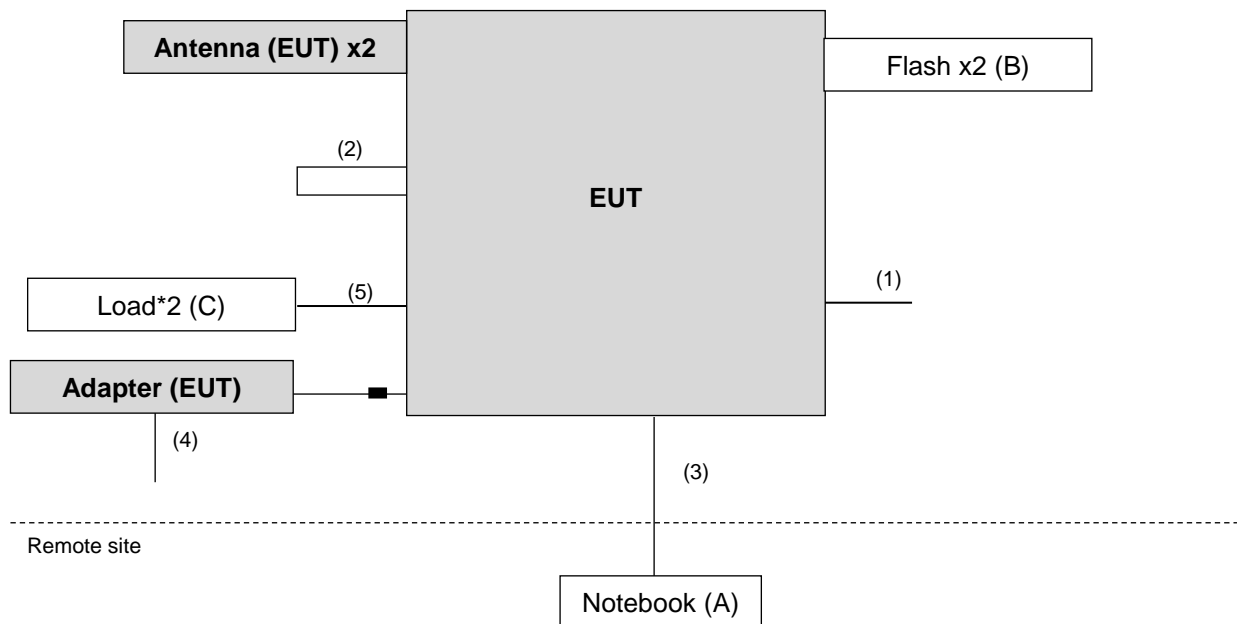 Antenna (EUT) x2
Flash x2 (B)
(2)
EUT
(1)
Load*2 (C)
(5)
Adapter (EUT)
(4)
(3)
Remote site
Notebook (A)